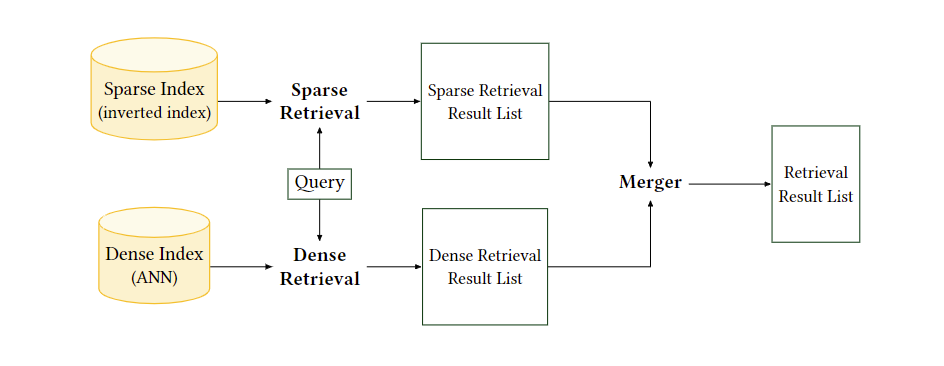 Sparse Index
(inverted index)
Sparse
Retrieval
Sparse Retrieval
Result List
Query
Merger
Retrieval
Result List
Dense Index
(ANN)
Dense
Retrieval
Dense Retrieval
Result List